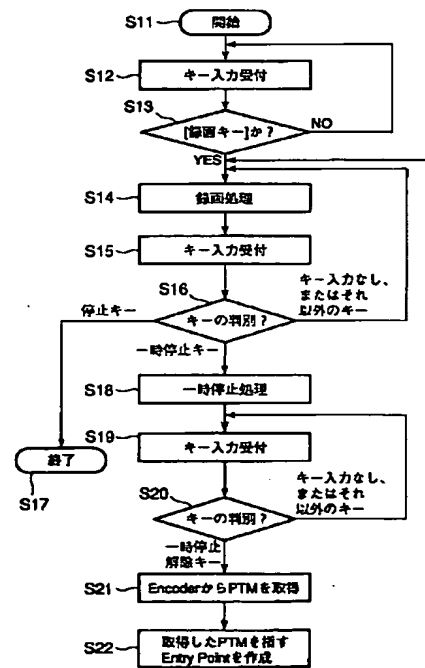 S11
開始
S12
キー入力受付
S13
[録画キー]か？
NO
YES
S14
録画処理
S15
キー入力受付
S16
キーの判別？
キー入力なし、
またはそれ
以外のキー
停止キー
一時停止キー
S18
一時停止処理
S19
キー入力受付
終了
S17
S20
キーの判別？
キー入力なし、
またはそれ
以外のキー
一時停止
解除キー
S21
EncoderからPTMを取得
S22
取得したPTMを指す
Entry Pointを作成